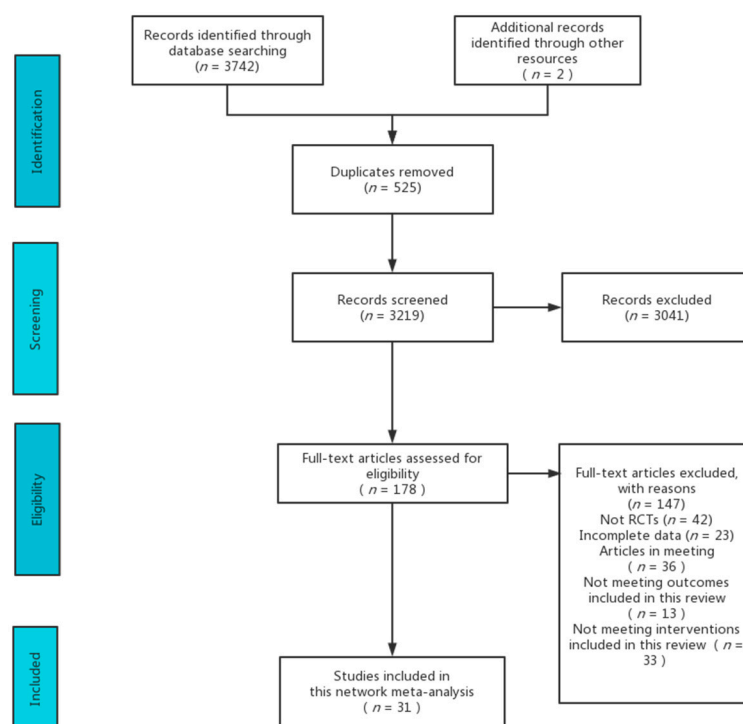 Records identified through
database searching
(n = 3742)
Additional records
identified through other
resources
( n = 2 )
Identification
Duplicates removed
(n = 525)
Screening
Records screened
(n = 3219)
Records excluded
(n = 3041)
Eligibility
Full-text articles assessed for
eligibility
( n = 178 )
Full-text articles excluded,
with reasons
(n = 147)
Not RCTs (n = 42)
Incomplete data (n = 23)
Articles in meeting
( n = 36 )
Not meeting outcomes
included in this review
( n = 13 )
Not meeting interventions
included in this review ( n =
33 )
Included
Studies included in
this network meta-analysis
( n = 31 )